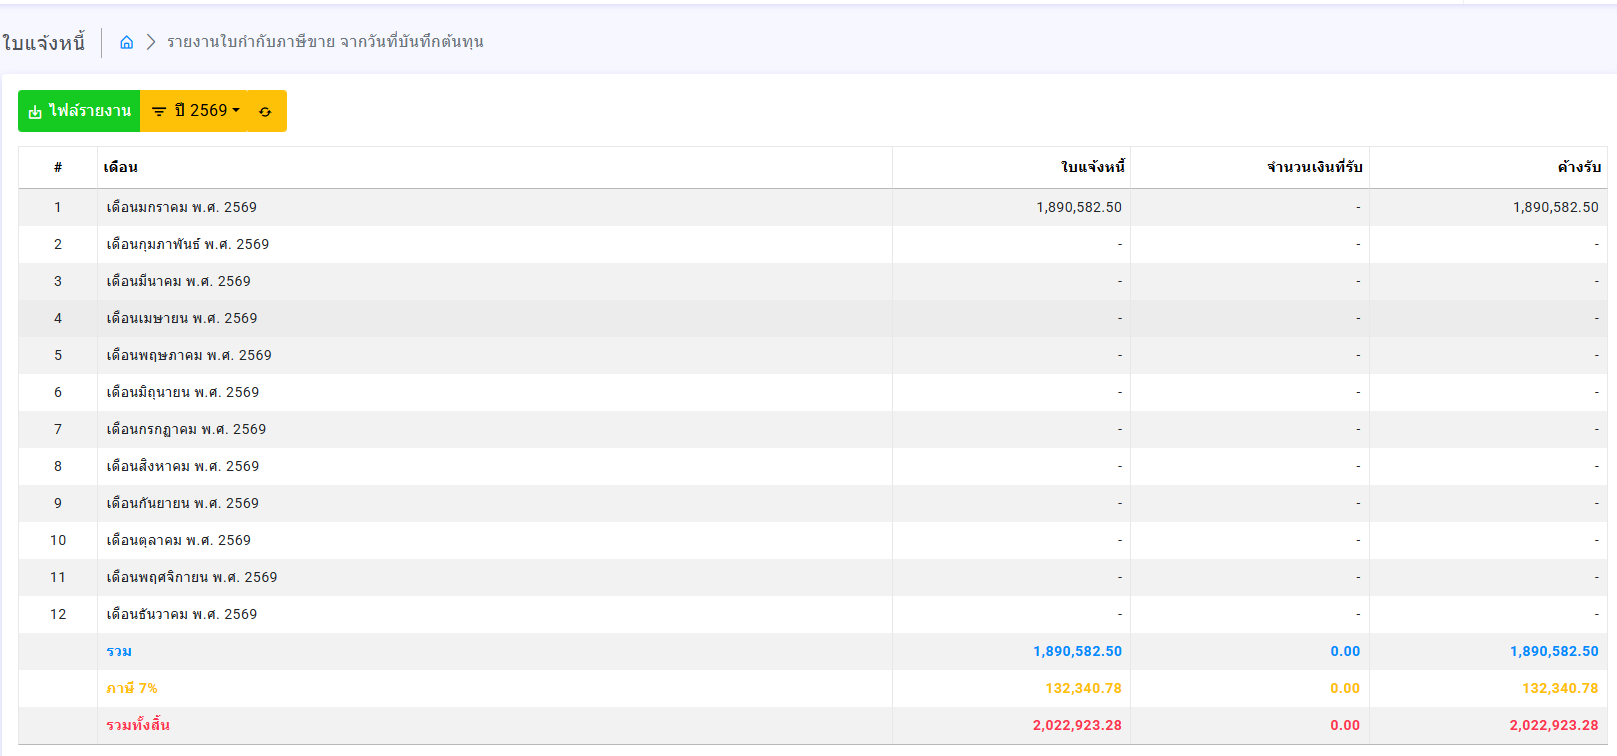 ใบแจ้งหนี้ รายงานใบกำกับภาษีขาย จากวันที่บันทึกต้นทุน
ไฟล์รายงาน ปี 2569
# เดือน ใบแจ้งหนี้ จำนวนเงินที่รับ ค้างรับ
1 เดือนมกราคม พ.ศ. 2569 1,890,582.50 - 1,890,582.50
2 เดือนกุมภาพันธ์ พ.ศ. 2569 - - -
3 เดือนมีนาคม พ.ศ. 2569 - - -
4 เดือนเมษายน พ.ศ. 2569 - - -
5 เดือนพฤษภาคม พ.ศ. 2569 - - -
6 เดือนมิถุนายน พ.ศ. 2569 - - -
7 เดือนกรกฏาคม พ.ศ. 2569 - - -
8 เดือนสิงหาคม พ.ศ. 2569 - - -
9 เดือนกันยายน พ.ศ. 2569 - - -
10 เดือนตุลาคม พ.ศ. 2569 - - -
11 เดือนพฤศจิกายน พ.ศ. 2569 - - -
12 เดือนธันวาคม พ.ศ. 2569 - - -
รวม 1,890,582.50 0.00 1,890,582.50
ภาษี 7% 132,340.78 0.00 132,340.78
รวมทั้งสิ้น 2,022,923.28 0.00 2,022,923.28